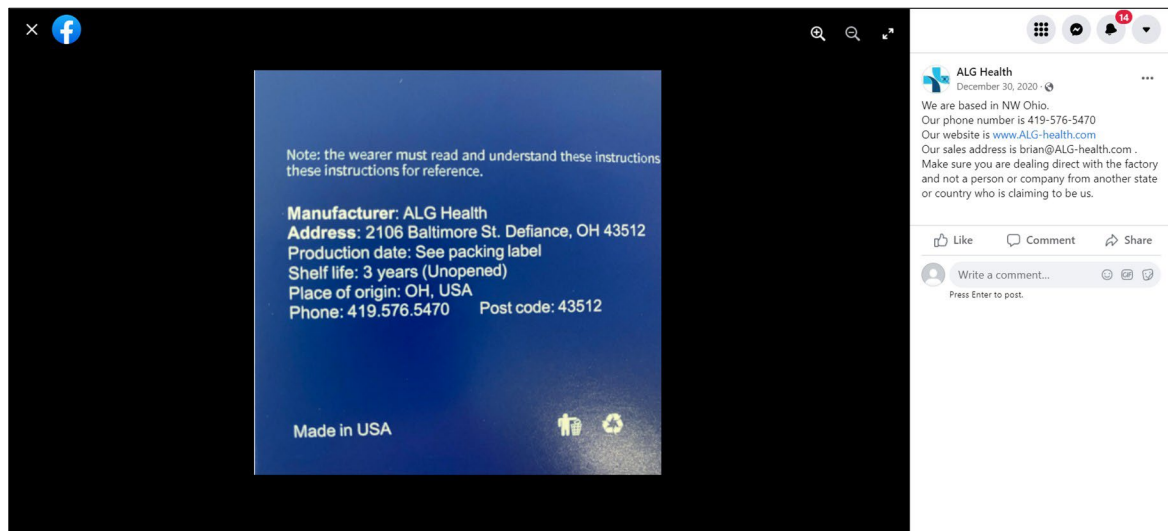 14
Note: the wearer must read and understand these instructions
these instructions for reference.
Manufacturer: ALG Health
Address: 2106 Baltimore St. Defiance, OH 43512
Production date: See packing label
Shelf life: 3 years (Unopened)
Place of origin: OH, USA
Phone: 419.576.5470 Post code: 43512
Made in USA
ALG Health
December 30, 2020 ·
We are based in NW Ohio.
Our phone number is 419-576-5470
Our website is www.ALG-health.com
Our sales address is brian@ALG-health.com .
Make sure you are dealing direct with the factory
and not a person or company from another state
or country who is claiming to be us.
Like Comment Share
Write a comment... GIF
Press Enter to post.